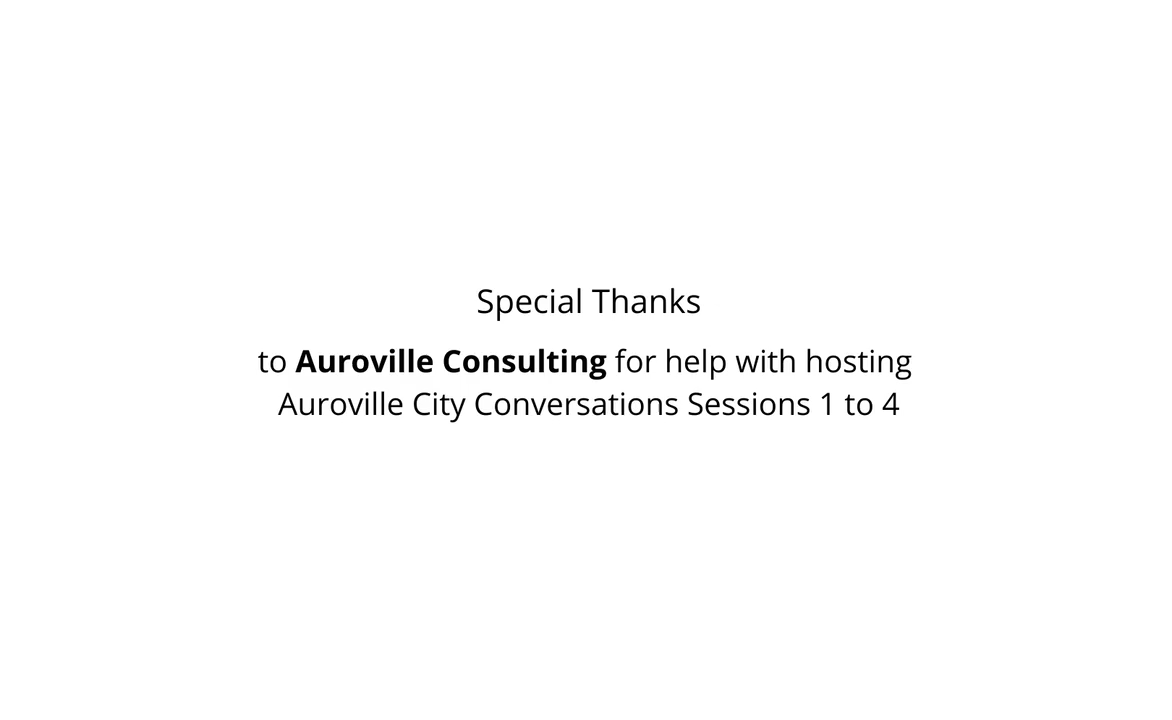 Special Thanks
to Auroville Consulting for help with hosting
Auroville City Conversations Sessions 1 to 4